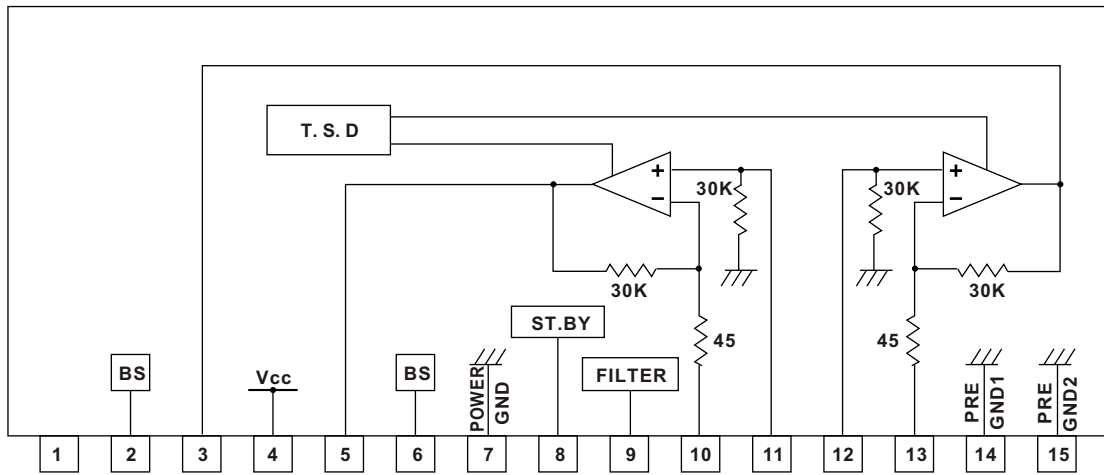 T. S. D
+
−
30K
30K
45
+
−
30K
30K
45
ST.BY
FILTER
BS
Vcc
BS
POWER
GND
PRE
GND1
PRE
GND2
1 2 3 4 5 6 7 8 9 10 11 12 13 14 15